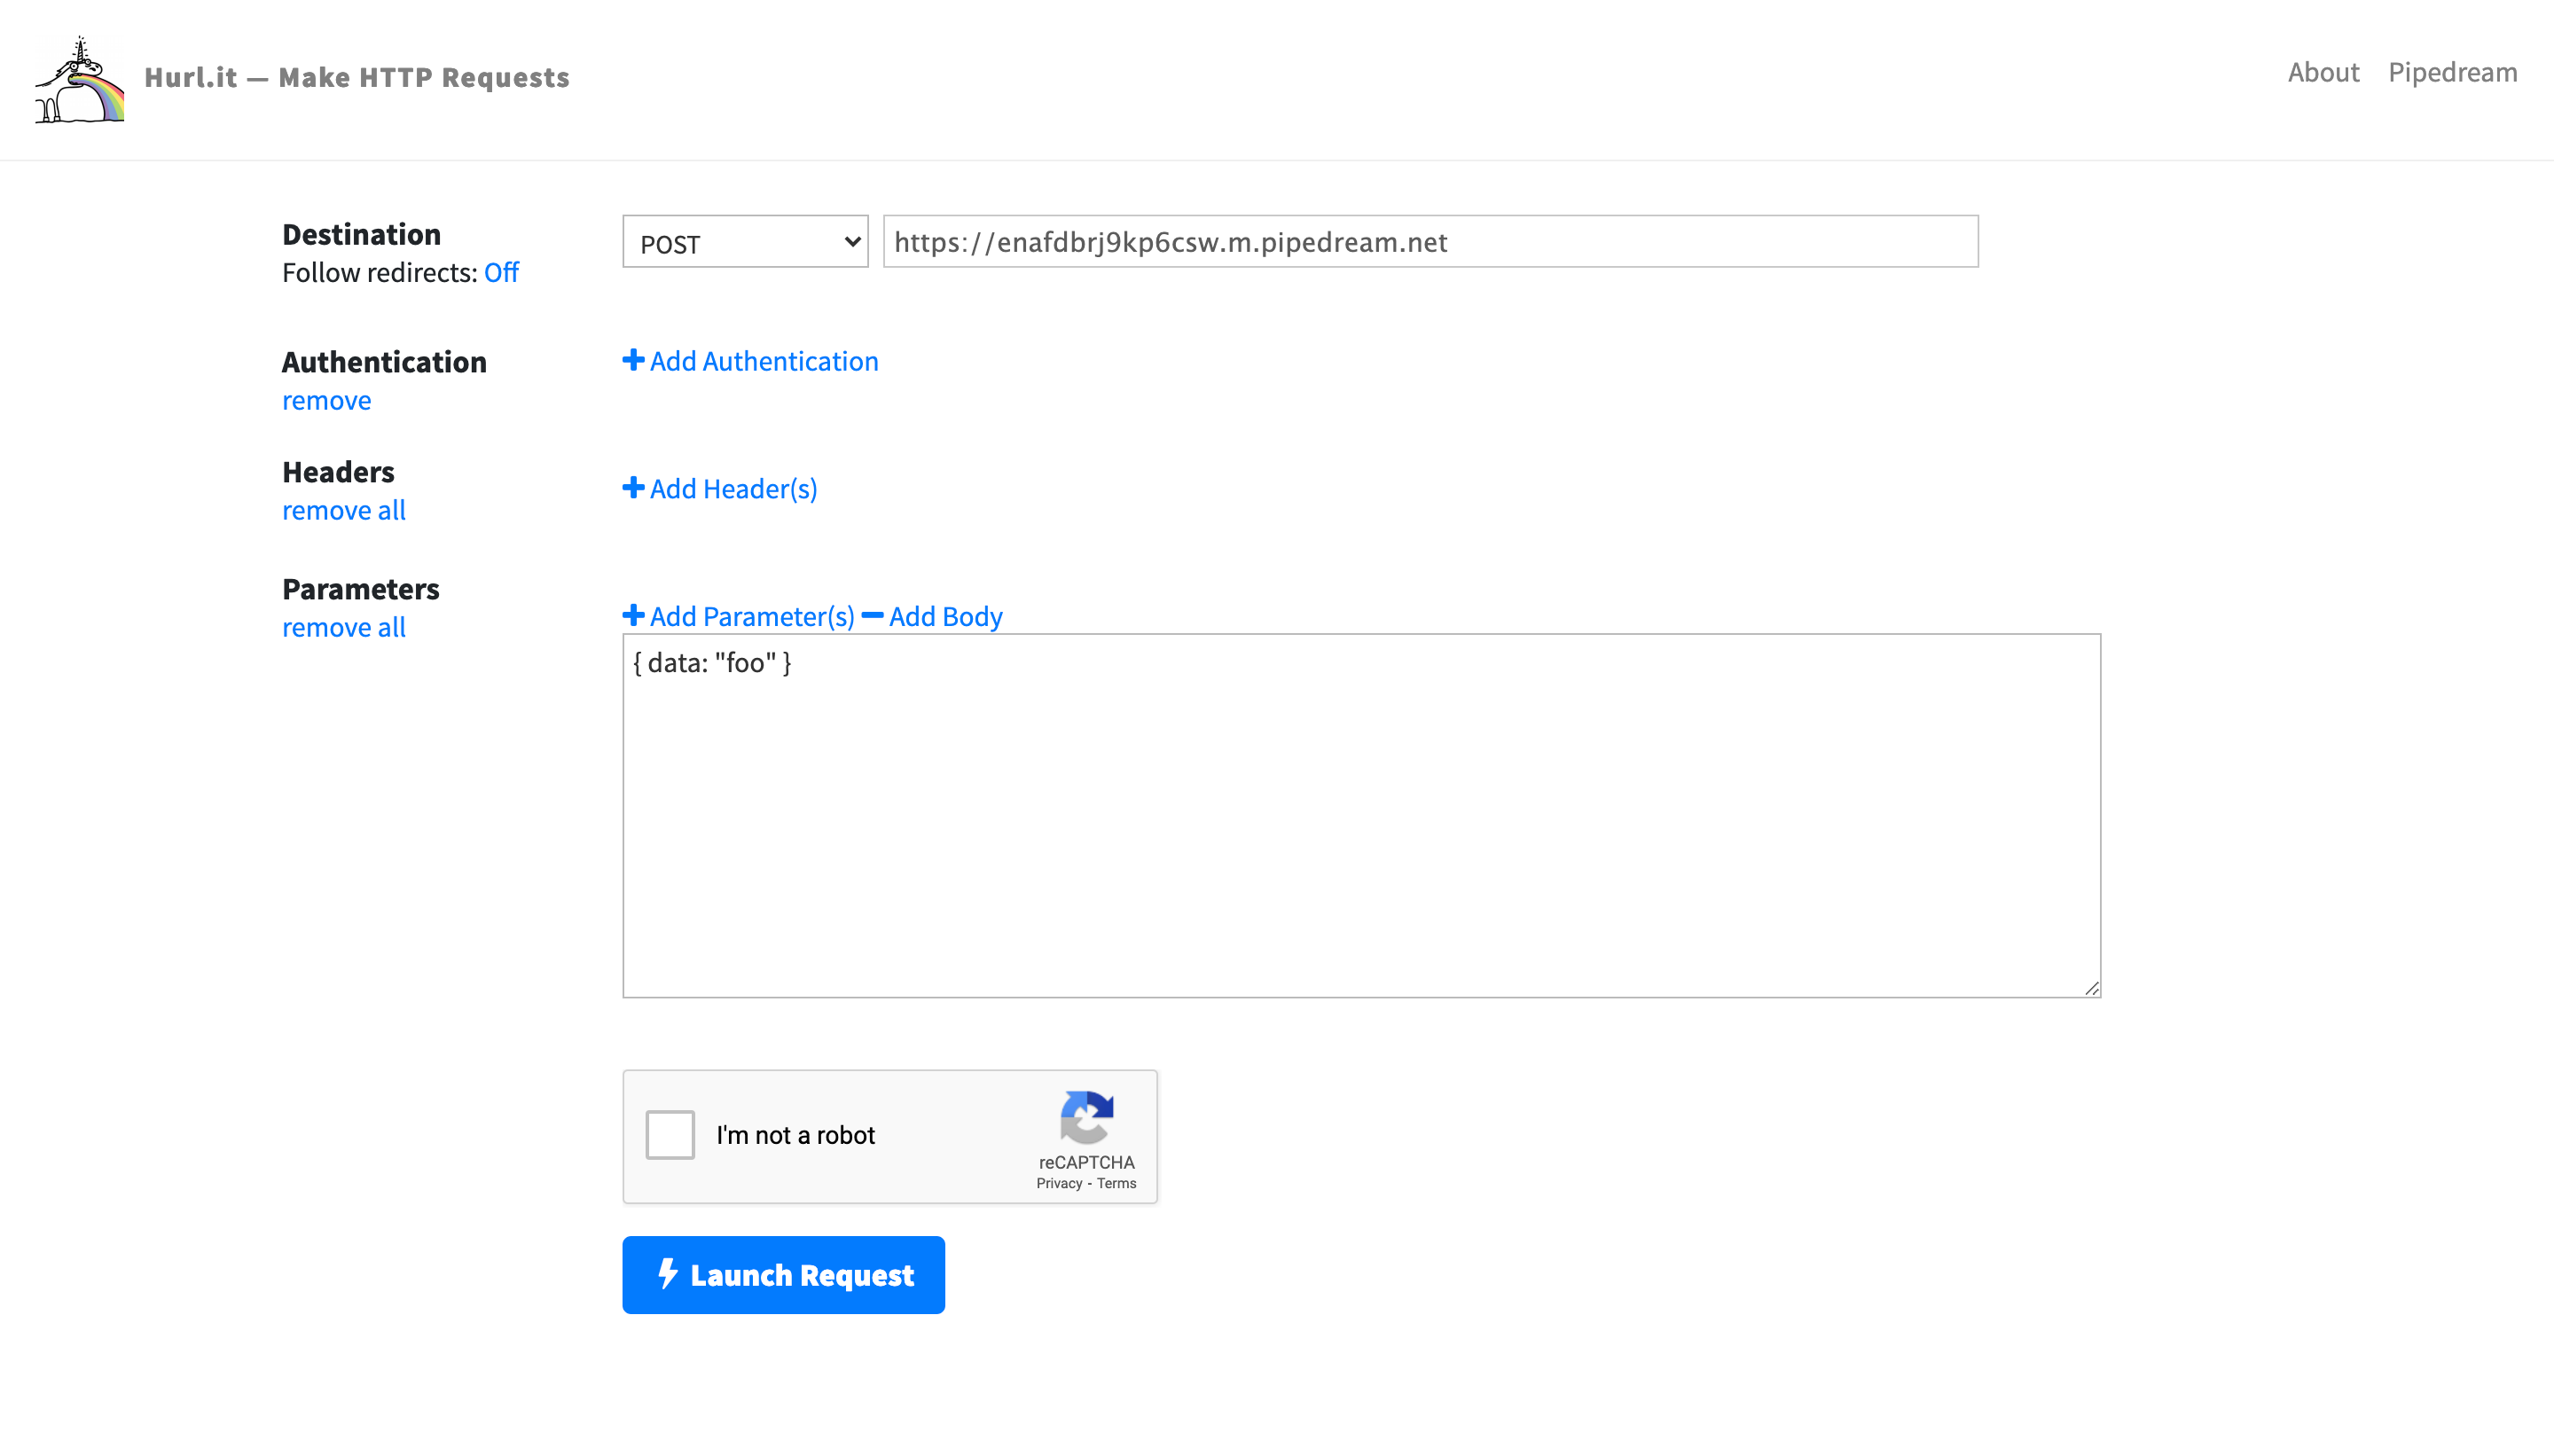 Hurl.it — Make HTTP Requests
About Pipedream
Destination
Follow redirects: Off
POST
https://enafdbrj9kp6csw.m.pipedream.net
Authentication
remove
Add Authentication
Headers
remove all
Add Header(s)
Parameters
remove all
Add Parameter(s) Add Body
{ data: "foo" }
I'm not a robot
reCAPTCHA
Privacy - Terms
Launch Request